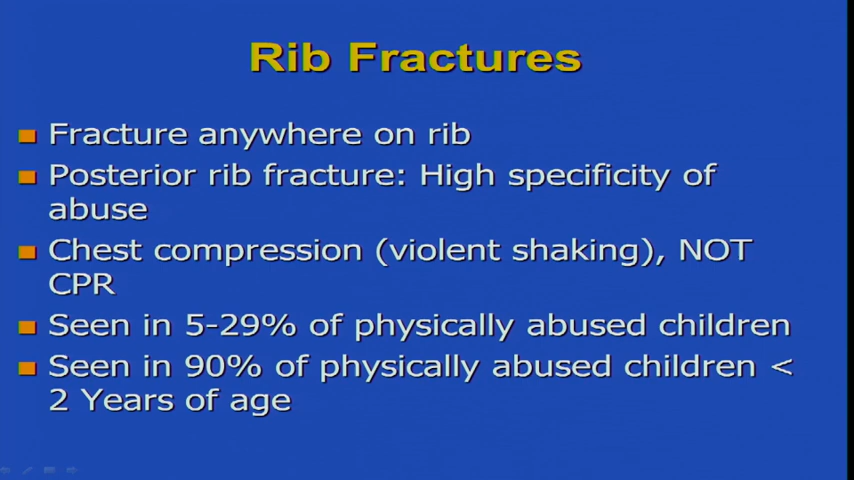 Rib Fractures
Fracture anywhere on rib
Posterior rib fracture: High specificity of
abuse
Chest compression (violent shaking), NOT
CPR
Seen in 5-29% of physically abused children
Seen in 90% of physically abused children <
2 Years of age